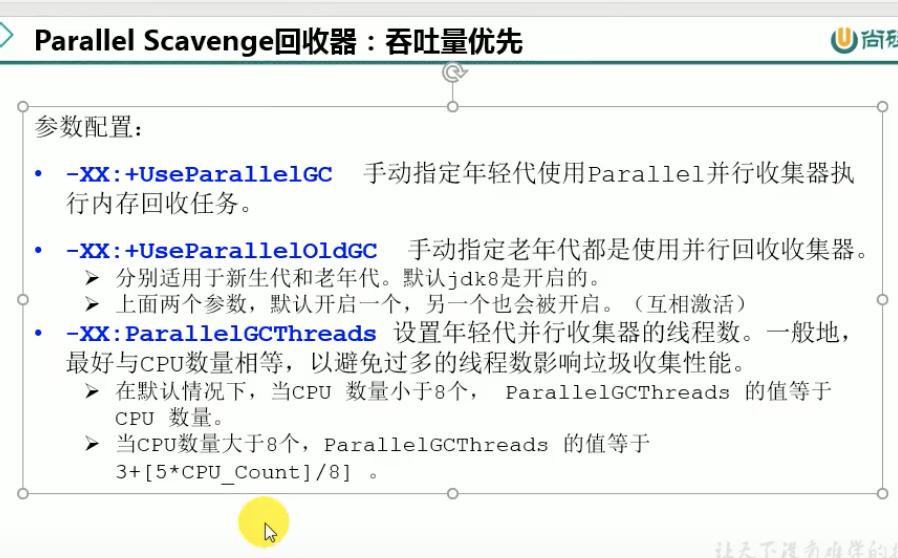 Parallel Scavenge回收器：吞吐量优先
尚硅
参数配置：
• -XX:+UseParallelGC 手动指定年轻代使用Parallel并行收集器执
行内存回收任务。
• -XX:+UseParallelOldGC 手动指定老年代都是使用并行回收收集器。
➢ 分别适用于新生代和老年代。默认jdk8是开启的。
➢ 上面两个参数，默认开启一个，另一个也会被开启。（互相激活）
• -XX:ParallelGCThreads 设置年轻代并行收集器的线程数。一般地，
最好与CPU数量相等，以避免过多的线程数影响垃圾收集性能。
➢ 在默认情况下，当CPU 数量小于8个， ParallelGCThreads 的值等于
CPU 数量。
➢ 当CPU数量大于8个，ParallelGCThreads 的值等于
3+[5*CPU_Count]/8] 。
让天下没有难学的技